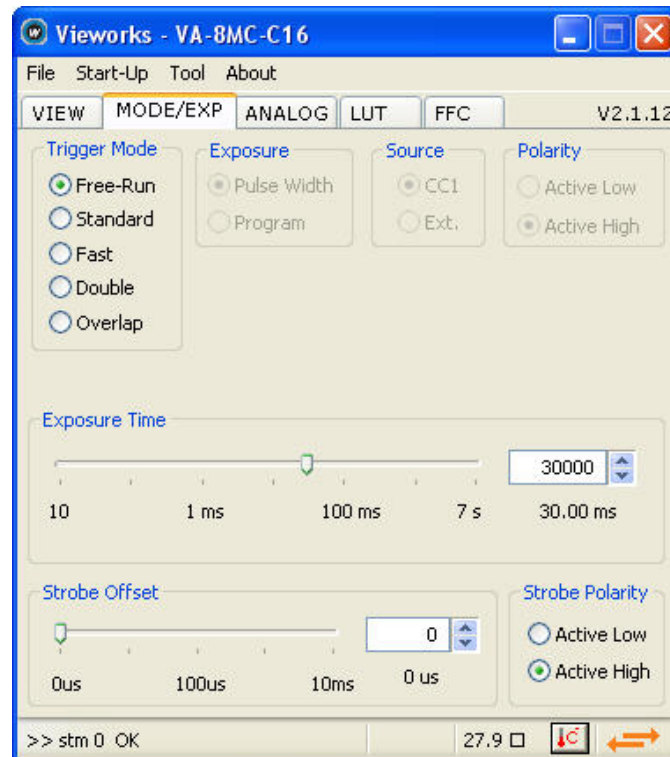 Vieworks - VA-8MC-C16
File Start-Up Tool About
VIEW MODE/EXP ANALOG LUT FFC V2.1.12
Trigger Mode
Free-Run
Standard
Fast
Double
Overlap
Exposure
Pulse Width
Program
Source
CC1
Ext.
Polarity
Active Low
Active High
Exposure Time
30000
10 1 ms 100 ms 7 s 30.00 ms
Strobe Offset
0
0us 100us 10ms 0 us
Strobe Polarity
Active Low
Active High
>> stm 0 OK 27.9 □ C